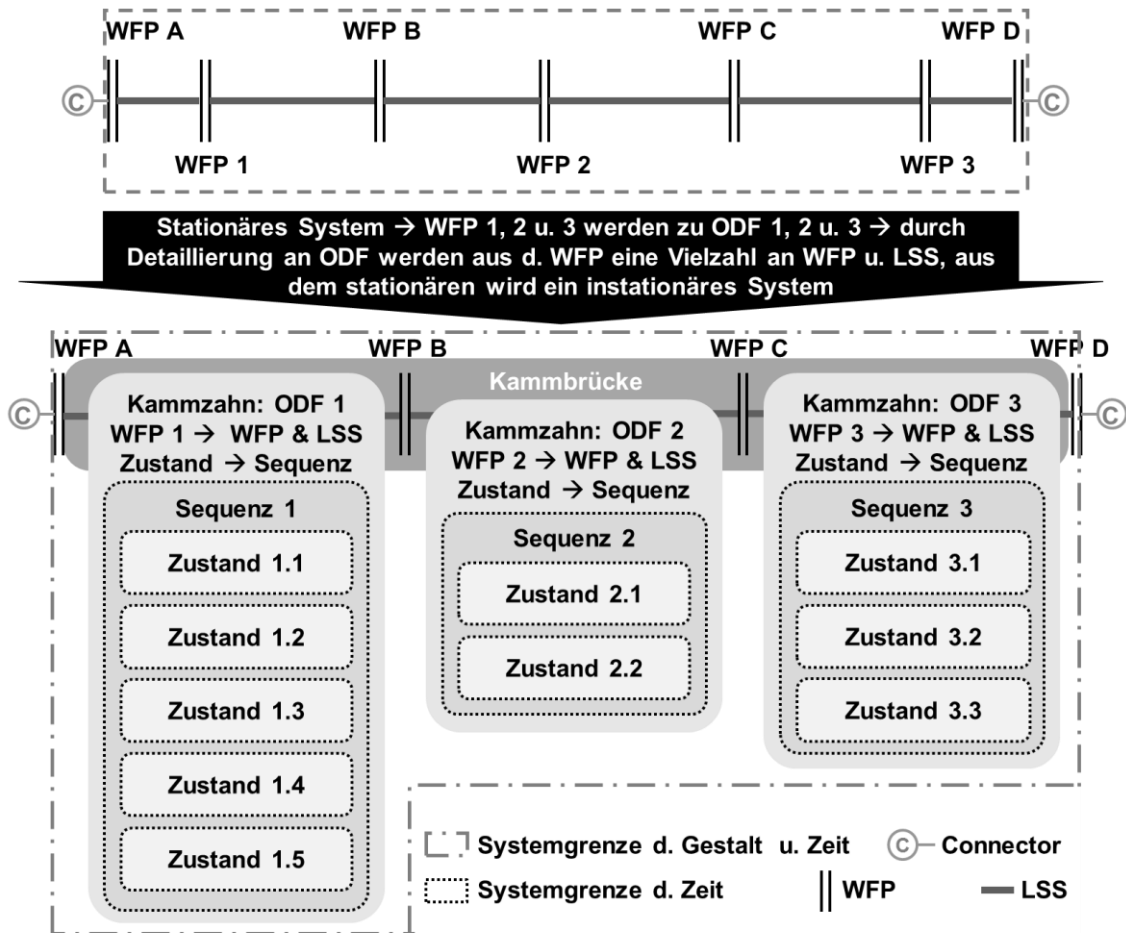 WFP A WFP B WFP C WFP D
C C
WFP 1 WFP 2 WFP 3
Stationäres System → WFP 1, 2 u. 3 werden zu ODF 1, 2 u. 3 → durch
Detaillierung an ODF werden aus d. WFP eine Vielzahl an WFP u. LSS, aus
dem stationären wird ein instationäres System
WFP A WFP B WFP C WFP D
Kammbrücke
C C
Kammzahn: ODF 1
WFP 1 → WFP & LSS
Zustand → Sequenz
Sequenz 1
Zustand 1.1
Zustand 1.2
Zustand 1.3
Zustand 1.4
Zustand 1.5
Kammzahn: ODF 2
WFP 2 → WFP & LSS
Zustand → Sequenz
Sequenz 2
Zustand 2.1
Zustand 2.2
Kammzahn: ODF 3
WFP 3 → WFP & LSS
Zustand → Sequenz
Sequenz 3
Zustand 3.1
Zustand 3.2
Zustand 3.3
Systemgrenze d. Gestalt u. Zeit C Connector
Systemgrenze d. Zeit WFP LSS